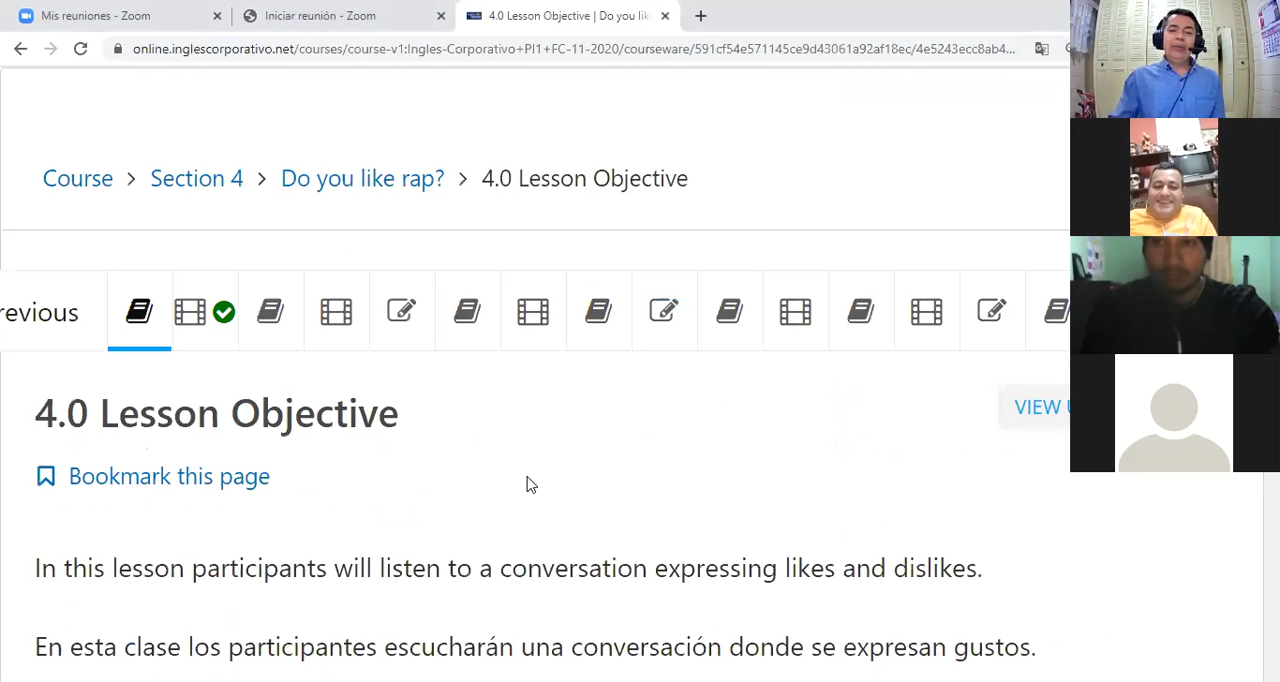 Mis reuniones - Zoom
Iniciar reunión - Zoom
4.0 Lesson Objective | Do you lik
online.inglescorporativo.net/courses/course-v1:Ingles-Corporativo+PI1+FC-11-2020/courseware/591cf54e571145ce9d43061a92af18ec/4e5243ecc8ab4...
Course > Section 4 > Do you like rap? > 4.0 Lesson Objective
revious
4.0 Lesson Objective
VIEW
Bookmark this page
In this lesson participants will listen to a conversation expressing likes and dislikes.
En esta clase los participantes escucharán una conversación donde se expresan gustos.